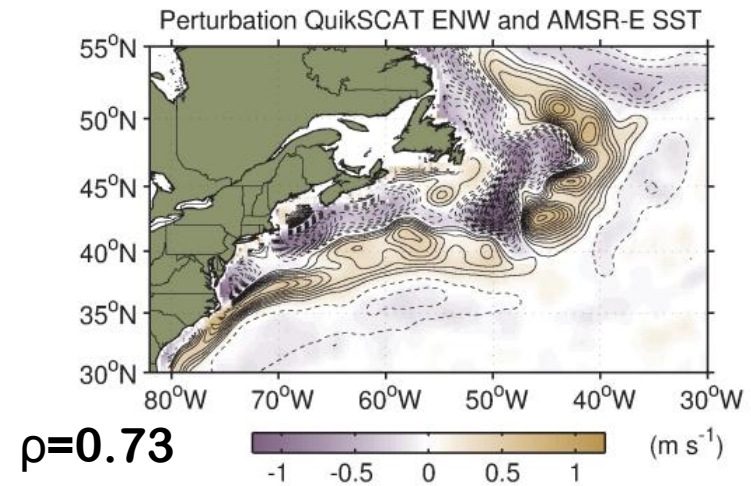 Perturbation QuikSCAT ENW and AMSR-E SST
55°N
50°N
45°N
40°N
35°N
30°N
80°W 70°W 60°W 50°W 40°W 30°W
ρ=0.73
(m s⁻¹)
-1 -0.5 0 0.5 1